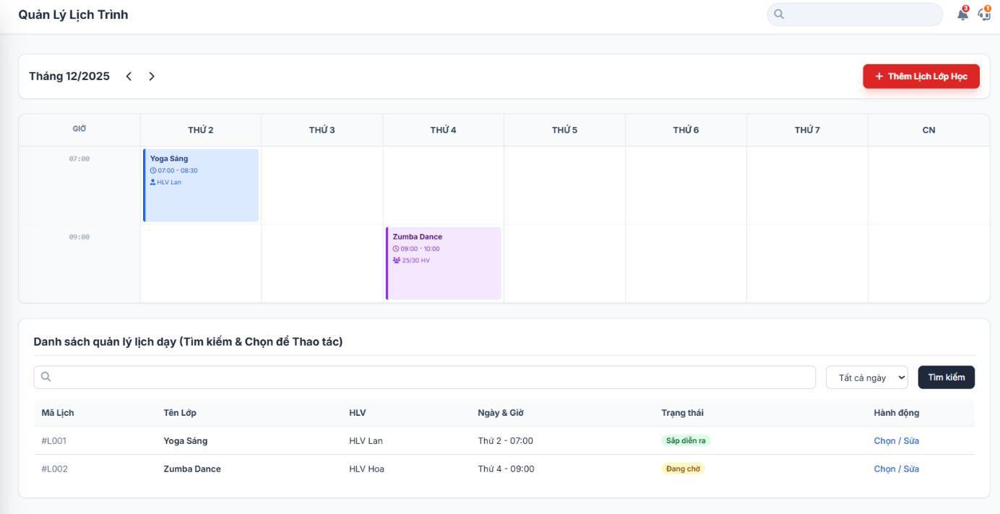 Quản Lý Lịch Trình
3
1
Tháng 12/2025
+ Thêm Lịch Lớp Học
GIỜ THỨ 2 THỨ 3 THỨ 4 THỨ 5 THỨ 6 THỨ 7 CN
07:00
Yoga Sáng
07:00 - 08:30
HLV Lan
09:00
Zumba Dance
09:00 - 10:00
25/30 HV
Danh sách quản lý lịch dạy (Tìm kiếm & Chọn để Thao tác)
Tất cả ngày
Tìm kiếm
Mã Lịch Tên Lớp HLV Ngày & Giờ Trạng thái Hành động
#L001 Yoga Sáng HLV Lan Thứ 2 - 07:00 Sắp diễn ra Chọn / Sửa
#L002 Zumba Dance HLV Hoa Thứ 4 - 09:00 Đang chờ Chọn / Sửa